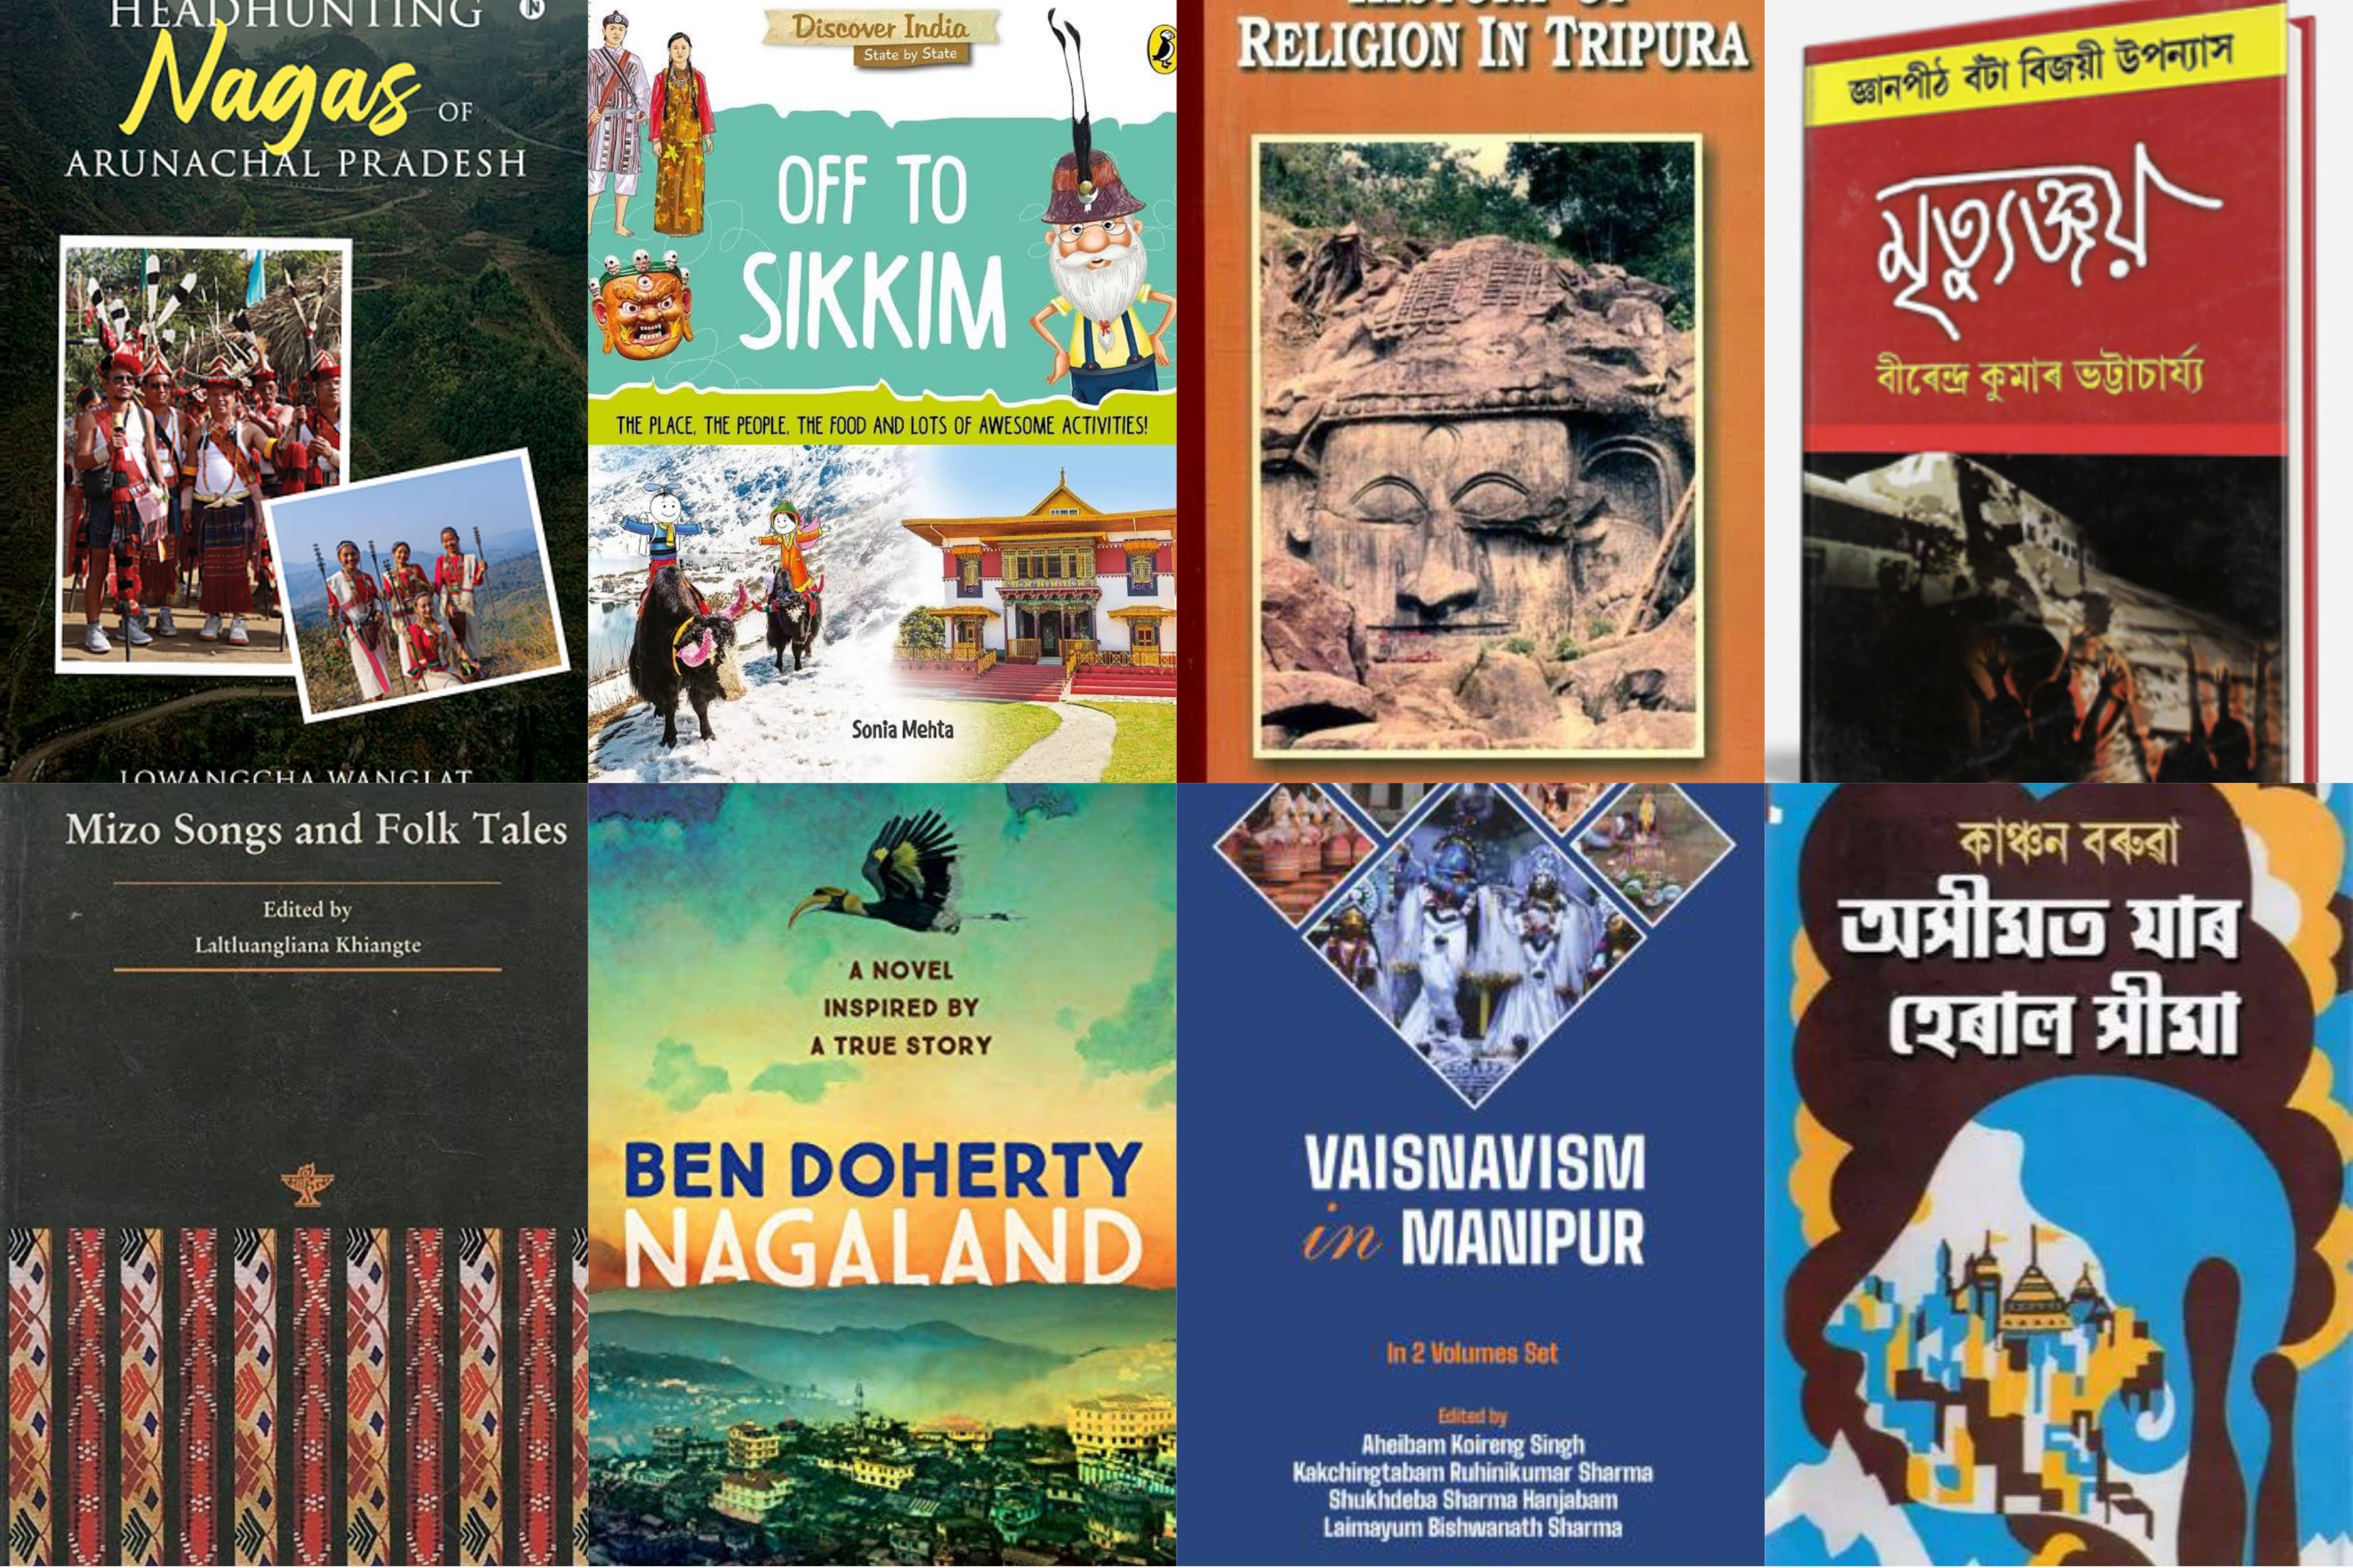 HEADHUNTING
Nagas OF
ARUNACHAL PRADESH
Discover India
State by State
OFF TO
SIKKIM
THE PLACE, THE PEOPLE, THE FOOD AND LOTS OF AWESOME ACTIVITIES!
Sonia Mehta
HISTORY OF
RELIGION IN TRIPURA
জ্ঞানপীঠ বঁটা বিজয়ী উপন্যাস
মৃত্যুঞ্জয়
বীৰেন্দ্ৰ কুমাৰ ভট্টাচাৰ্য্য
Mizo Songs and Folk Tales
Edited by
Laltluangliana Khiangte
A NOVEL
INSPIRED BY
A TRUE STORY
BEN DOHERTY
NAGALAND
VAISNAVISM
in MANIPUR
In 2 Volumes Set
Edited by
Aheibam Koireng Singh
Kakchingtabam Ruhinikumar Sharma
Shukhdeba Sharma Hanjabam
Laimayum Bishwanath Sharma
কাঞ্চন বৰুৱা
অসীমত যাৰ
হেৰাল সীমা